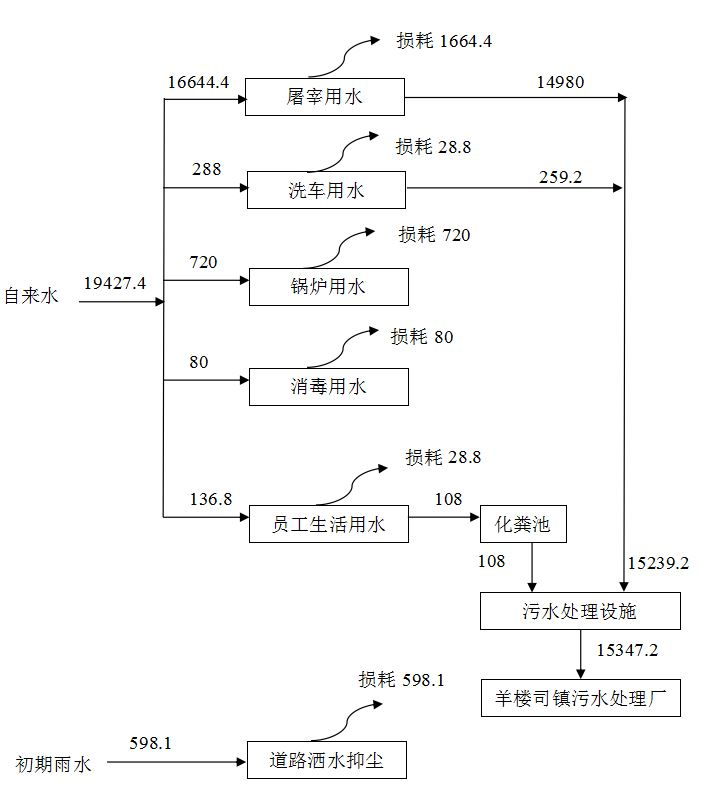 损耗 1664.4
16644.4
屠宰用水
14980
损耗 28.8
288
洗车用水
259.2
损耗 720
720
锅炉用水
自来水
19427.4
损耗 80
80
消毒用水
损耗 28.8
136.8
员工生活用水
108
化粪池
108
15239.2
污水处理设施
15347.2
羊楼司镇污水处理厂
损耗 598.1
初期雨水
598.1
道路洒水抑尘